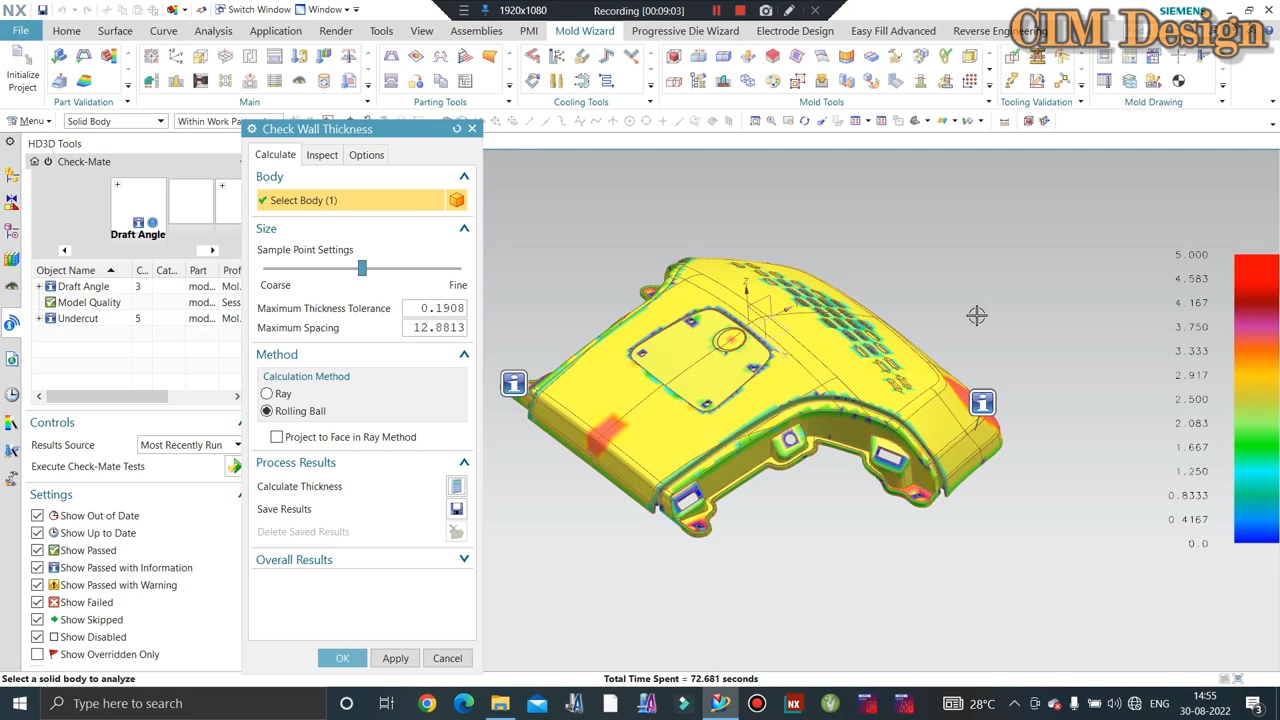 NX
Switch Window
Window
1920x1080
Recording [00:09:03]
SIEMENS
CIM Design
File
Home
Surface
Curve
Analysis
Application
Render
Tools
View
Assemblies
PMI
Mold Wizard
Progressive Die Wizard
Electrode Design
Easy Fill Advanced
Reverse Engineering
Initialize
Project
Part Validation
Main
Parting Tools
Cooling Tools
Mold Tools
Tooling Validation
Mold Drawing
Menu
Solid Body
Within Work Pa
HD3D Tools
Check-Mate
Draft Angle
Object Name
C...
Cat...
Part
Prof
Draft Angle 3 mod... Mol.
Model Quality mod... Sess
Undercut 5 mod... Mol.
Controls
Results Source
Most Recently Run
Execute Check-Mate Tests
Settings
Show Out of Date
Show Up to Date
Show Passed
Show Passed with Information
Show Passed with Warning
Show Failed
Show Skipped
Show Disabled
Show Overridden Only
Check Wall Thickness
Calculate
Inspect
Options
Body
Select Body (1)
Size
Sample Point Settings
Coarse
Fine
Maximum Thickness Tolerance
0.1908
Maximum Spacing
12.8813
Method
Calculation Method
Ray
Rolling Ball
Project to Face in Ray Method
Process Results
Calculate Thickness
Save Results
Delete Saved Results
Overall Results
OK
Apply
Cancel
Z
5.000
4.583
4.167
3.750
3.333
2.917
2.500
2.083
1.667
1.250
0.8333
0.4167
0.0
Select a solid body to analyze
Total Time Spent = 72.681 seconds
Type here to search
28°C
ENG
14:55
30-08-2022
3